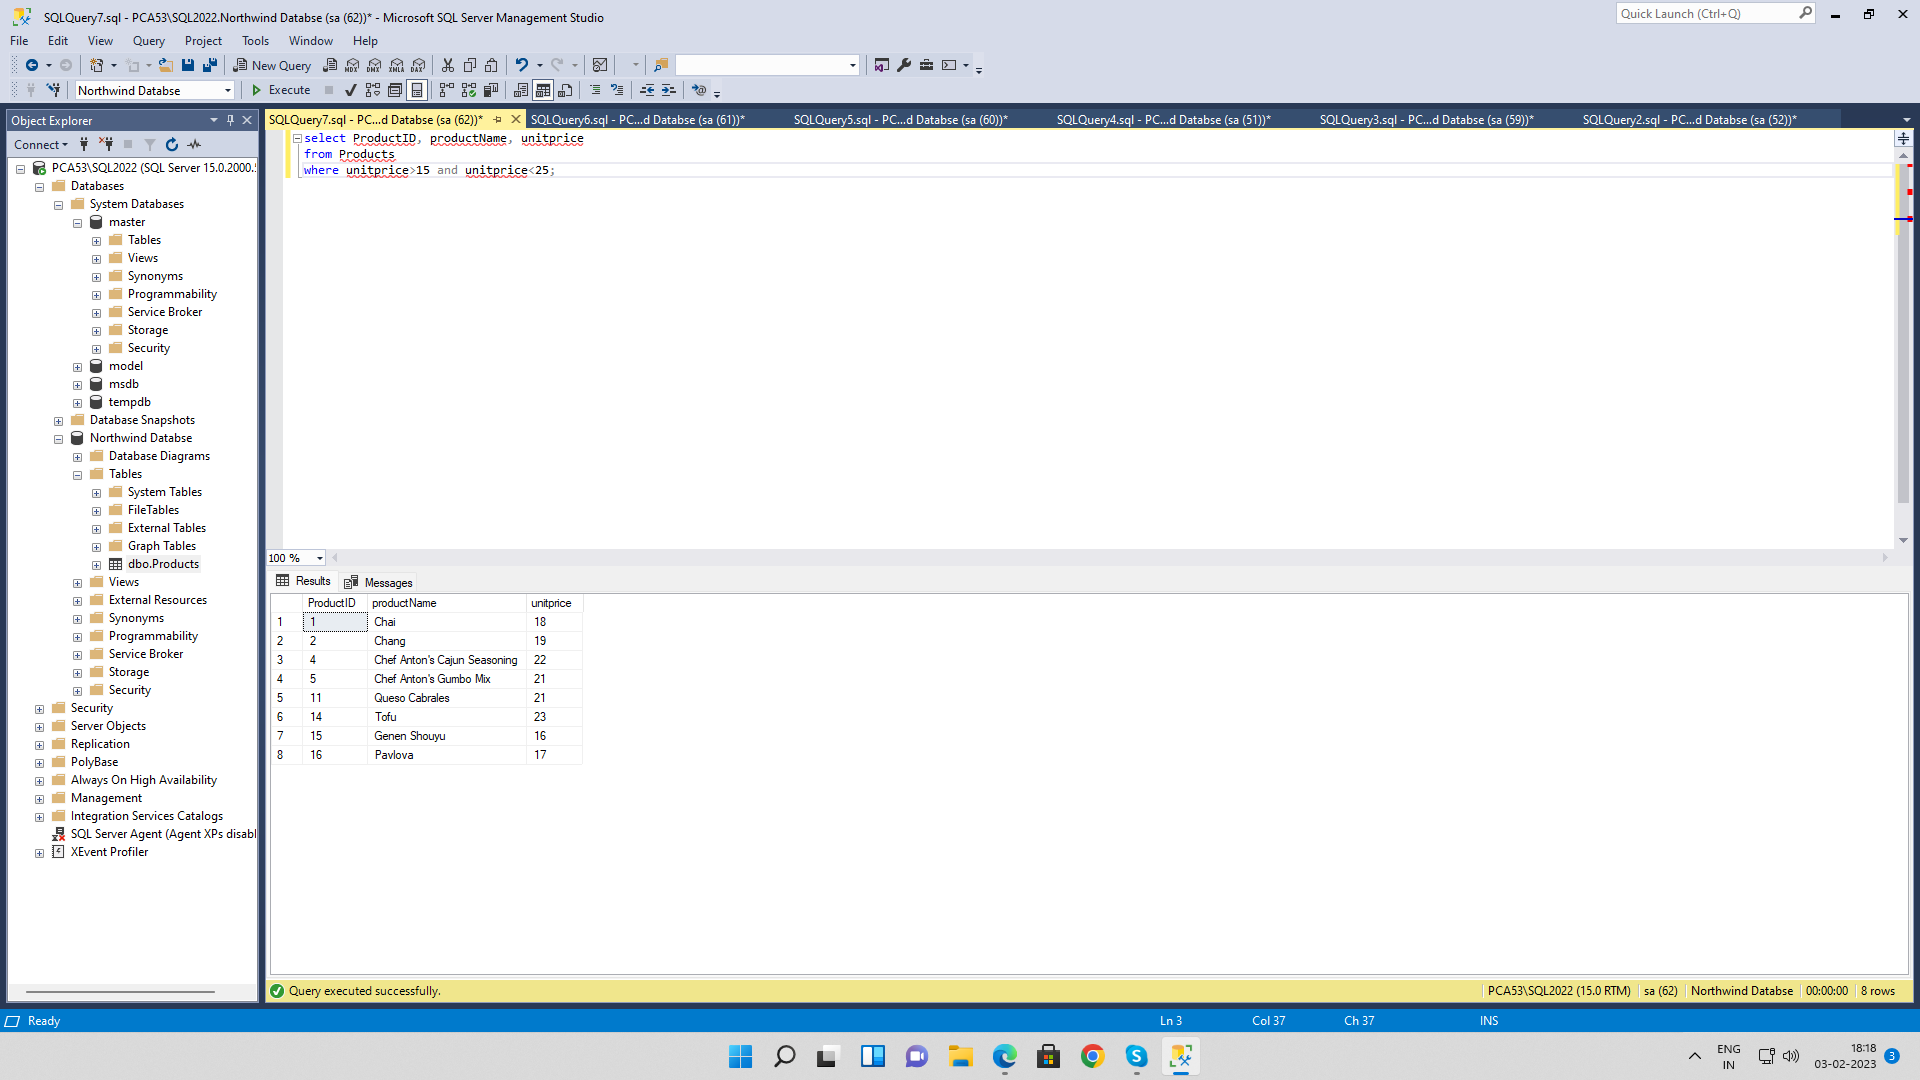 SQLQuery7.sql - PCA53\SQL2022.Northwind Databse (sa (62))* - Microsoft SQL Server Management Studio
Quick Launch (Ctrl+Q)
File Edit View Query Project Tools Window Help
New Query
MDX DMX XMLA DAX
Northwind Databse
Execute
Object Explorer
SQLQuery7.sql - PC...d Databse (sa (62))*
SQLQuery6.sql - PC...d Databse (sa (61))*
SQLQuery5.sql - PC...d Databse (sa (60))*
SQLQuery4.sql - PC...d Databse (sa (51))*
SQLQuery3.sql - PC...d Databse (sa (59))*
SQLQuery2.sql - PC...d Databse (sa (52))*
Connect
PCA53\SQL2022 (SQL Server 15.0.2000.
Databases
System Databases
master
Tables
Views
Synonyms
Programmability
Service Broker
Storage
Security
model
msdb
tempdb
Database Snapshots
Northwind Databse
Database Diagrams
Tables
System Tables
FileTables
External Tables
Graph Tables
dbo.Products
Views
External Resources
Synonyms
Programmability
Service Broker
Storage
Security
Security
Server Objects
Replication
PolyBase
Always On High Availability
Management
Integration Services Catalogs
SQL Server Agent (Agent XPs disabl
XEvent Profiler
select ProductID, productName, unitprice
from Products
where unitprice>15 and unitprice<25;
100 %
Results Messages
ProductID productName unitprice
1 1 Chai 18
2 2 Chang 19
3 4 Chef Anton's Cajun Seasoning 22
4 5 Chef Anton's Gumbo Mix 21
5 11 Queso Cabrales 21
6 14 Tofu 23
7 15 Genen Shouyu 16
8 16 Pavlova 17
Query executed successfully.
PCA53\SQL2022 (15.0 RTM) sa (62) Northwind Databse 00:00:00 8 rows
Ready
Ln 3 Col 37 Ch 37 INS
ENG
IN
18:18
03-02-2023
3